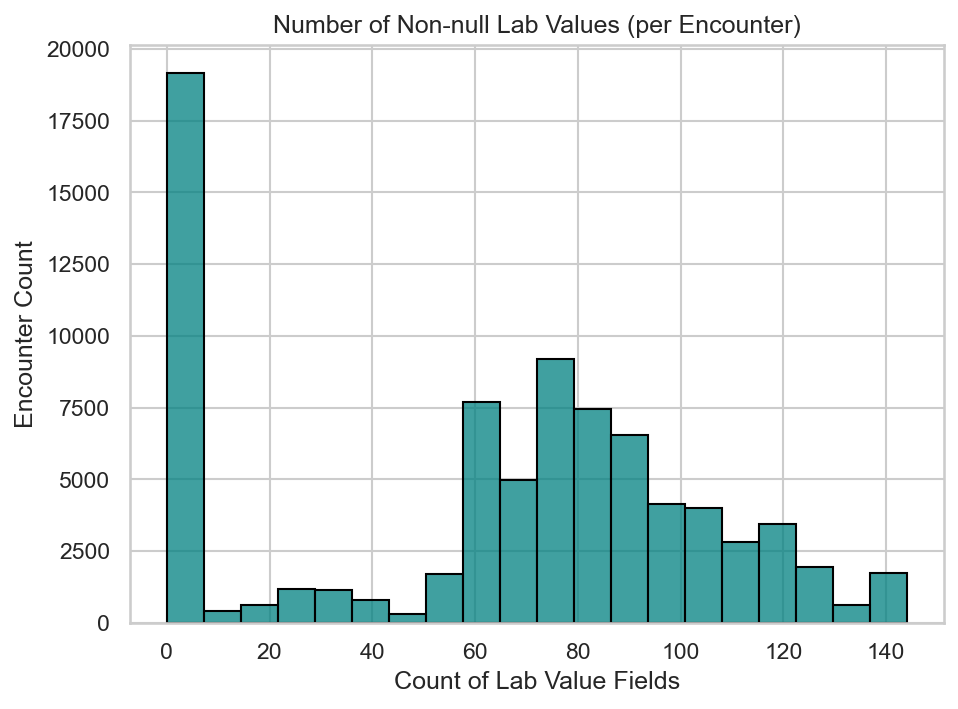 Number of Non-null Lab Values (per Encounter)
20000
17500
15000
12500
10000
7500
5000
2500
0
Encounter Count
0 20 40 60 80 100 120 140
Count of Lab Value Fields